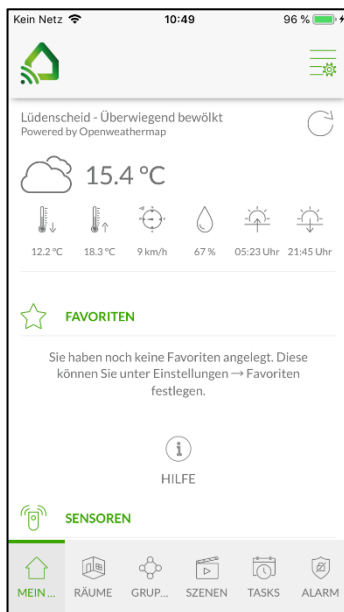 Kein Netz 10:49 96 %
Lüdenscheid - Überwiegend bewölkt
Powered by Openweathermap
15.4 °C
12.2 °C 18.3 °C 9 km/h 67 % 05:23 Uhr 21:45 Uhr
FAVORITEN
Sie haben noch keine Favoriten angelegt. Diese
können Sie unter Einstellungen → Favoriten
festlegen.
HILFE
SENSOREN
MEIN... RÄUME GRUP... SZENEN TASKS ALARM